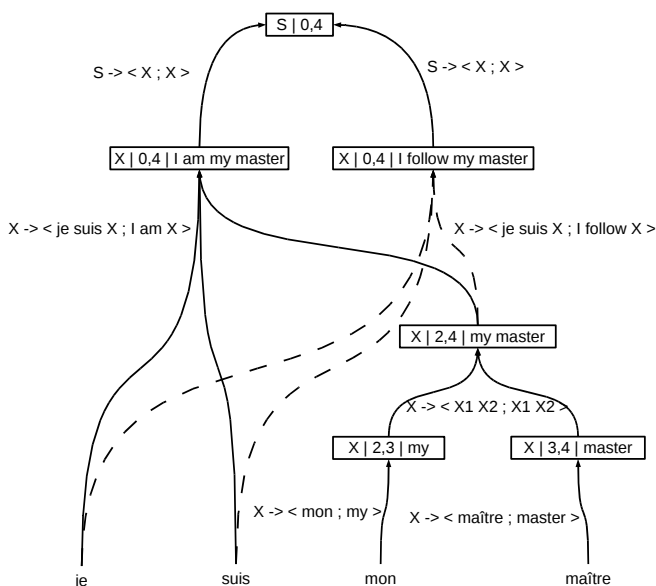 S | 0,4
S -> < X ; X >
S -> < X ; X >
X | 0,4 | I am my master
X | 0,4 | I follow my master
X -> < je suis X ; I am X >
X -> < je suis X ; I follow X >
X | 2,4 | my master
X -> < X1 X2 ; X1 X2 >
X | 2,3 | my
X | 3,4 | master
X -> < mon ; my >
X -> < maître ; master >
je
suis
mon
maître